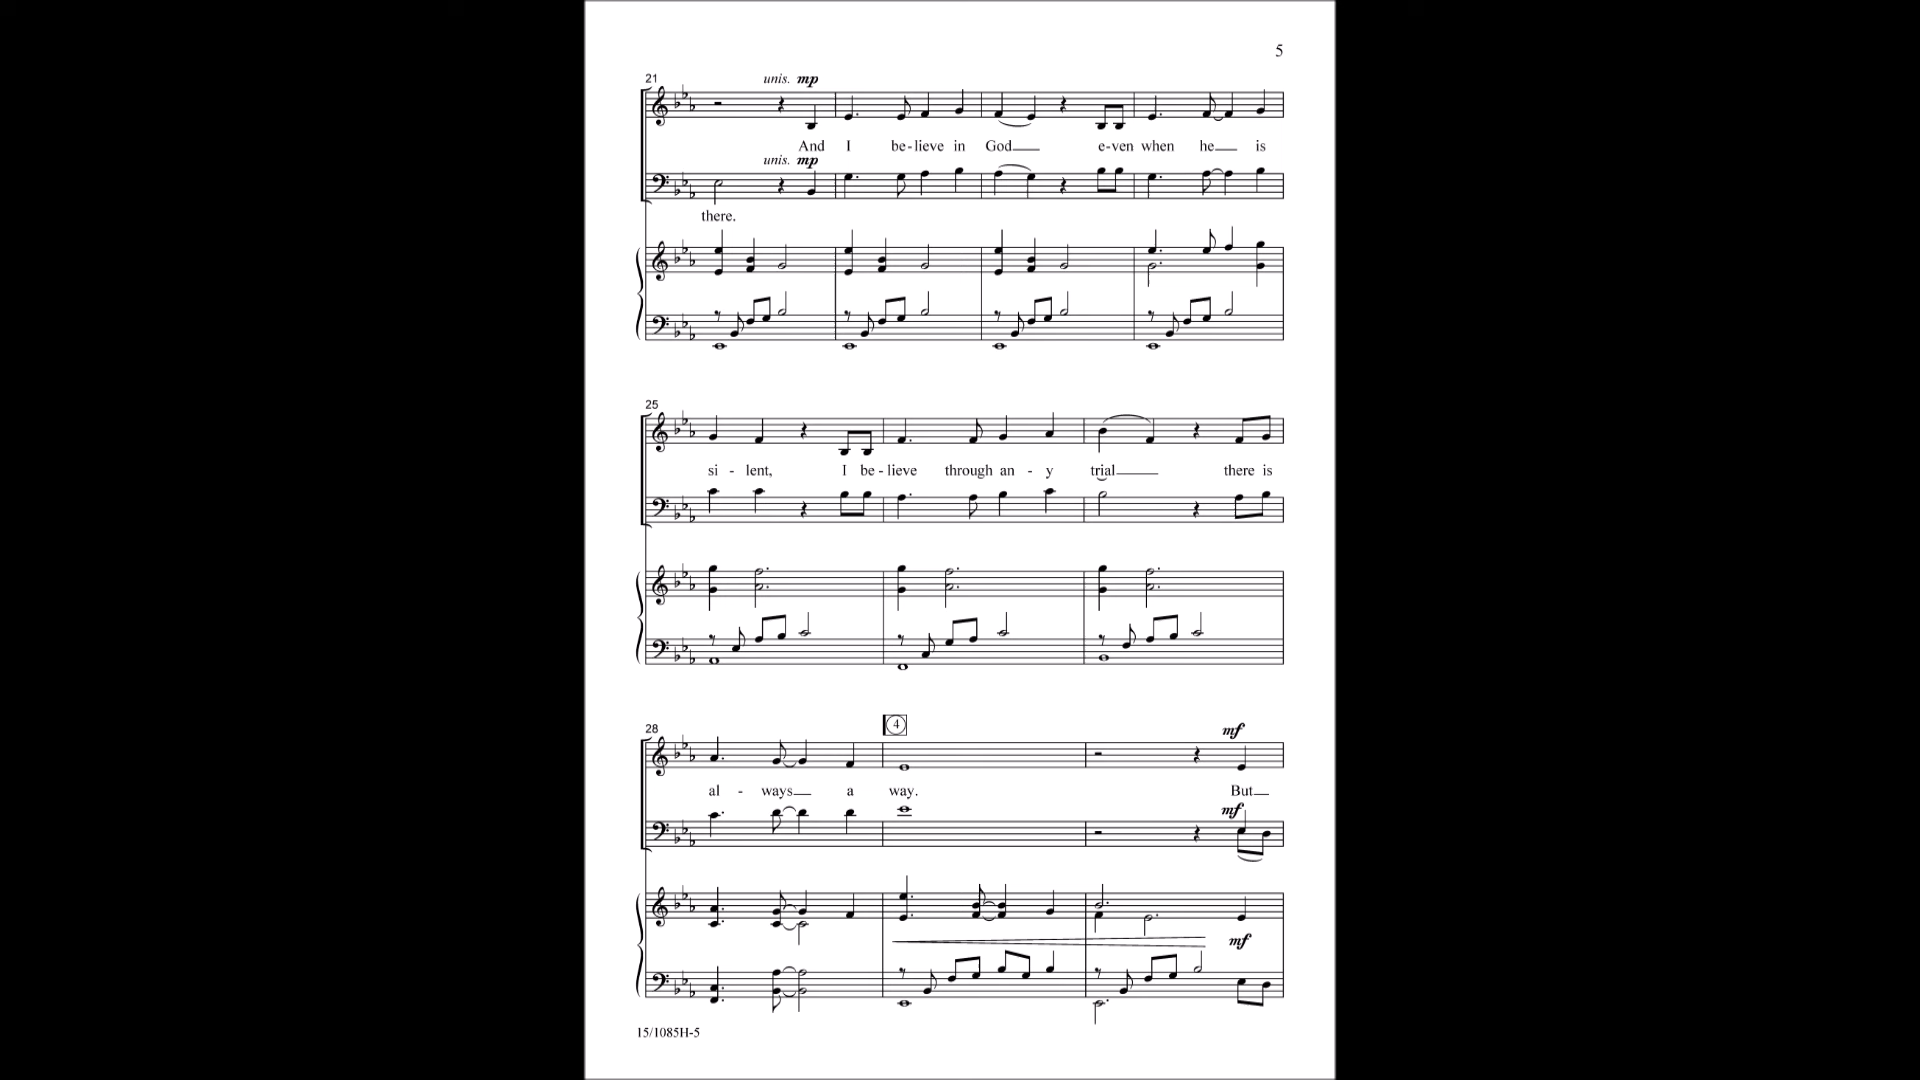 5
21
unis. mp
And I be - lieve in God e - ven when he is
unis. mp
there.
25
si - lent, I be - lieve through an - y trial there is
28
4
mf
al - ways a way. But
mf
mf
15/1085H-5